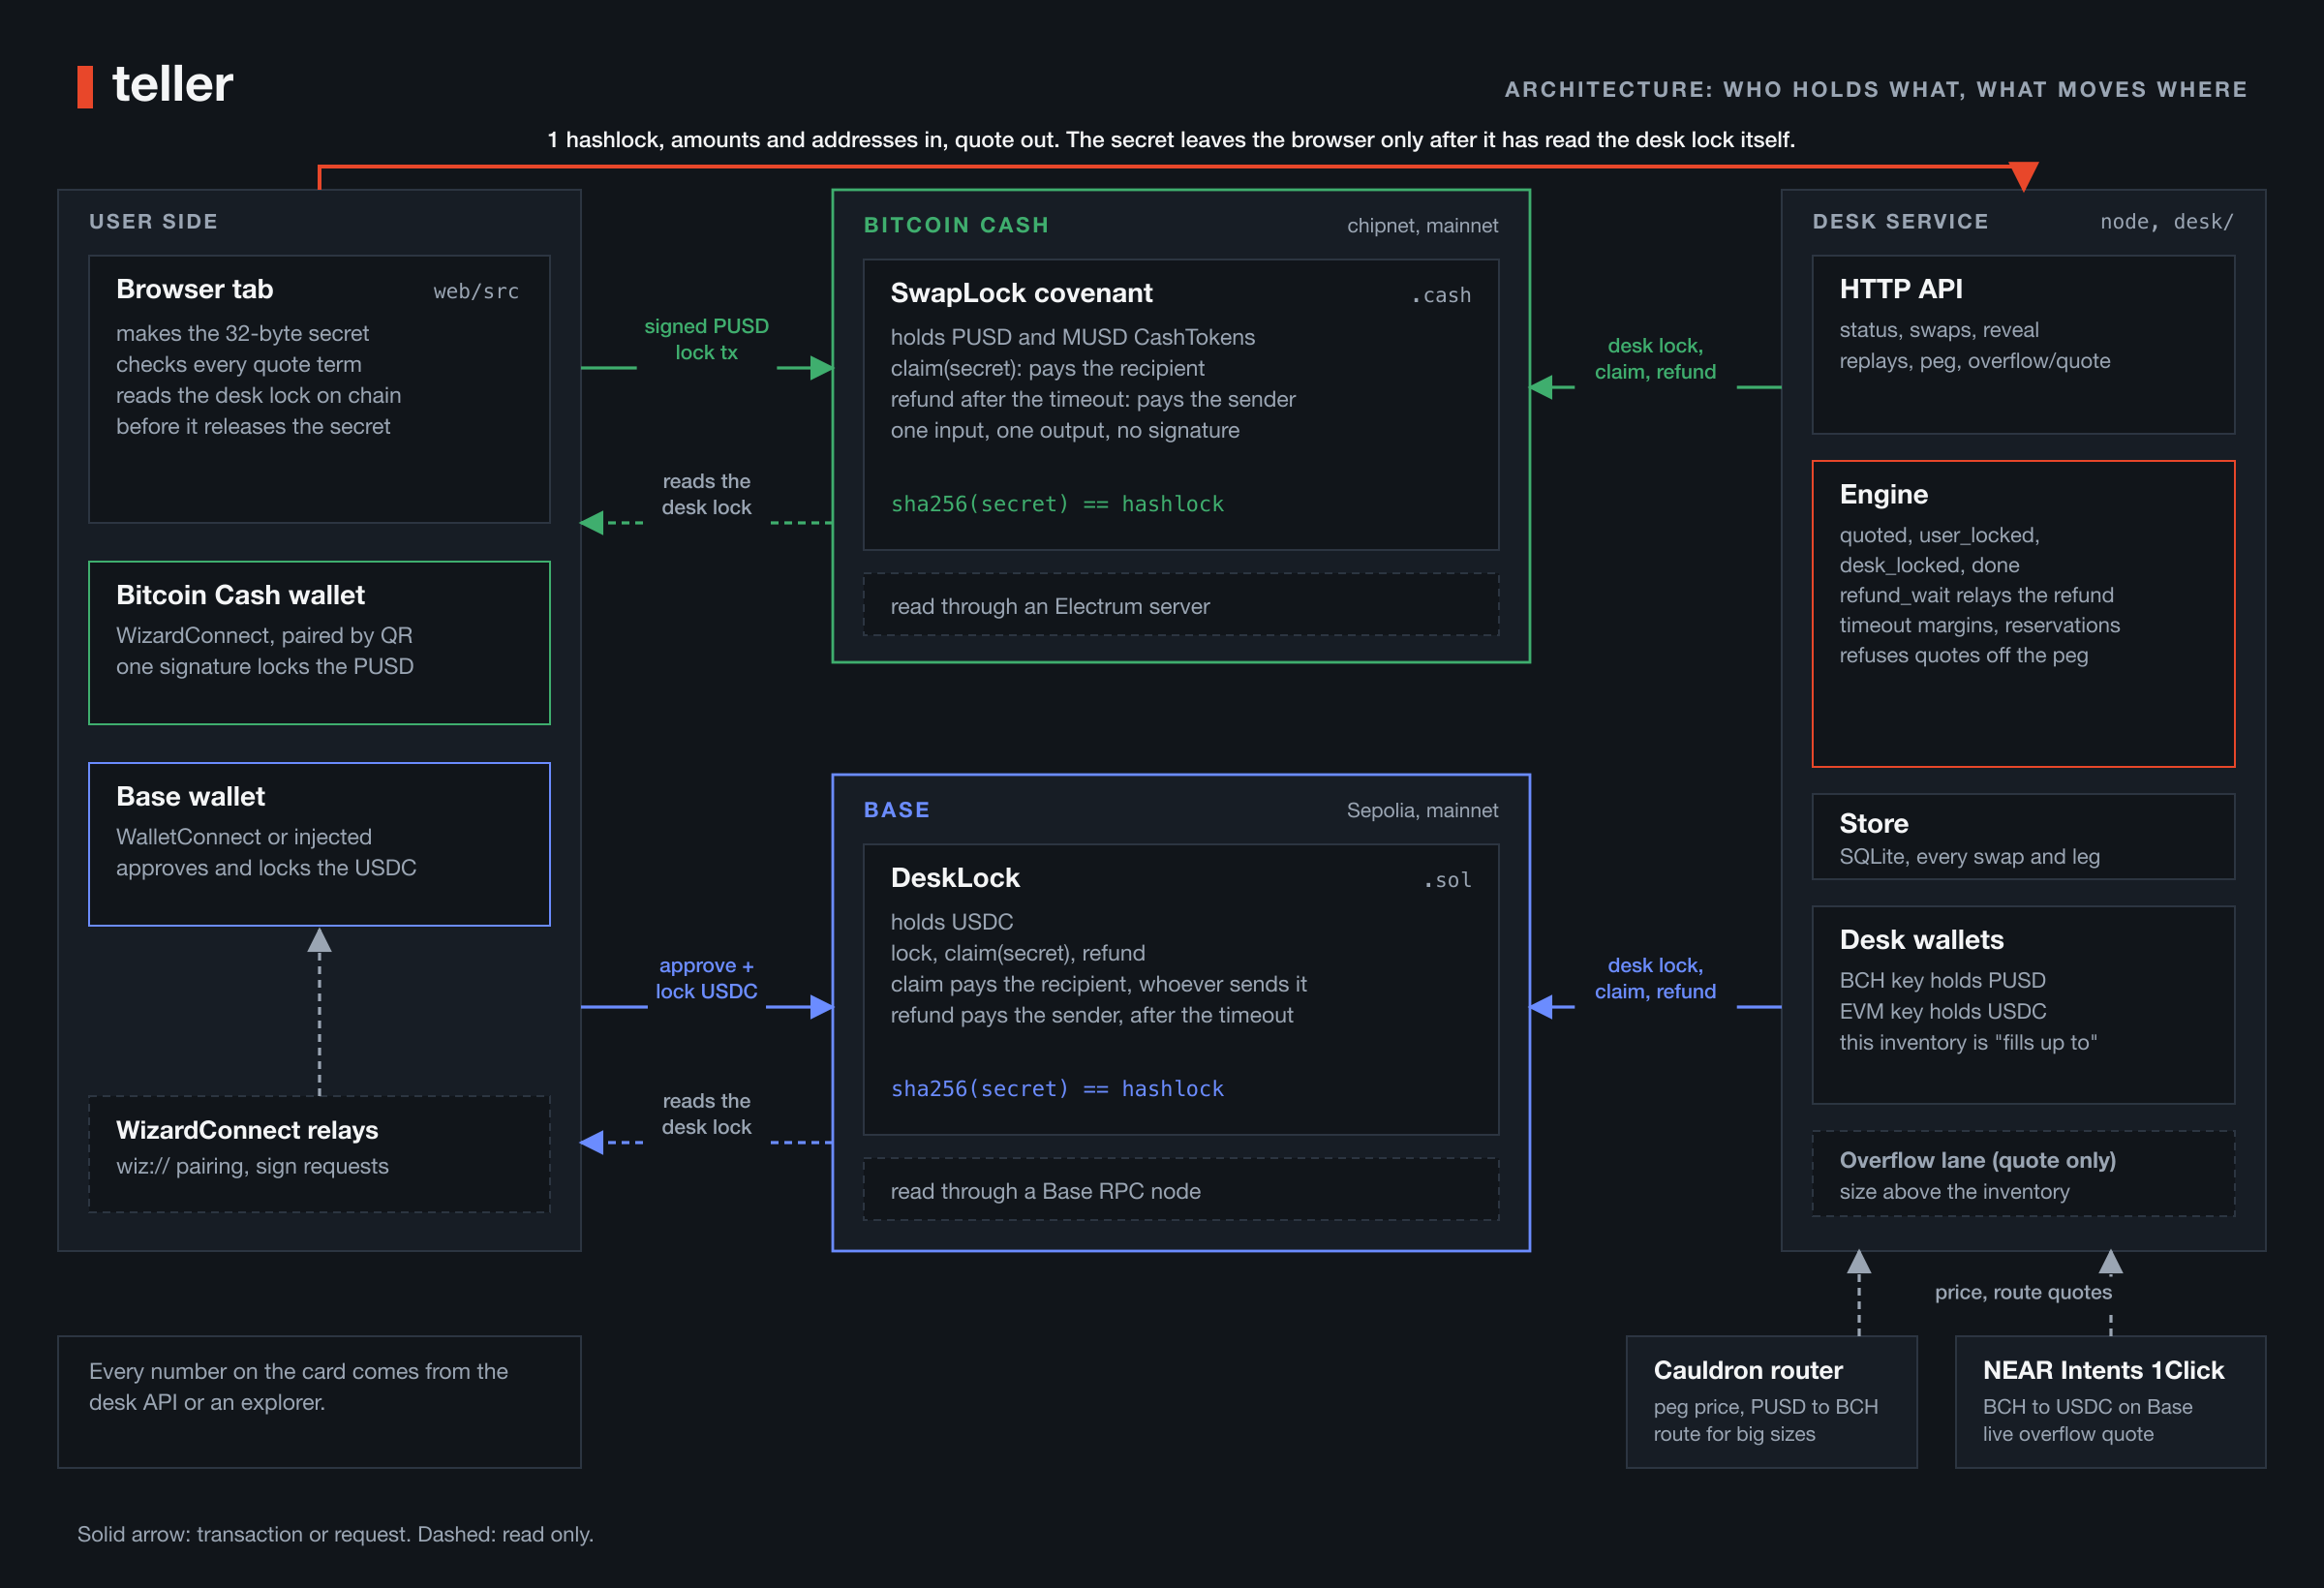 teller
ARCHITECTURE: WHO HOLDS WHAT, WHAT MOVES WHERE
1 hashlock, amounts and addresses in, quote out. The secret leaves the browser only after it has read the desk lock itself.
USER SIDE
Browser tab
web/src
makes the 32-byte secret
checks every quote term
reads the desk lock on chain
before it releases the secret
Bitcoin Cash wallet
WizardConnect, paired by QR
one signature locks the PUSD
Base wallet
WalletConnect or injected
approves and locks the USDC
WizardConnect relays
wiz:// pairing, sign requests
signed PUSD
lock tx
reads the
desk lock
approve +
lock USDC
reads the
desk lock
BITCOIN CASH
chipnet, mainnet
SwapLock covenant
.cash
holds PUSD and MUSD CashTokens
claim(secret): pays the recipient
refund after the timeout: pays the sender
one input, one output, no signature
sha256(secret) == hashlock
read through an Electrum server
BASE
Sepolia, mainnet
DeskLock
.sol
holds USDC
lock, claim(secret), refund
claim pays the recipient, whoever sends it
refund pays the sender, after the timeout
sha256(secret) == hashlock
read through a Base RPC node
desk lock,
claim, refund
desk lock,
claim, refund
DESK SERVICE
node, desk/
HTTP API
status, swaps, reveal
replays, peg, overflow/quote
Engine
quoted, user_locked,
desk_locked, done
refund_wait relays the refund
timeout margins, reservations
refuses quotes off the peg
Store
SQLite, every swap and leg
Desk wallets
BCH key holds PUSD
EVM key holds USDC
this inventory is "fills up to"
Overflow lane (quote only)
size above the inventory
price, route quotes
Cauldron router
peg price, PUSD to BCH
route for big sizes
NEAR Intents 1Click
BCH to USDC on Base
live overflow quote
Every number on the card comes from the
desk API or an explorer.
Solid arrow: transaction or request. Dashed: read only.